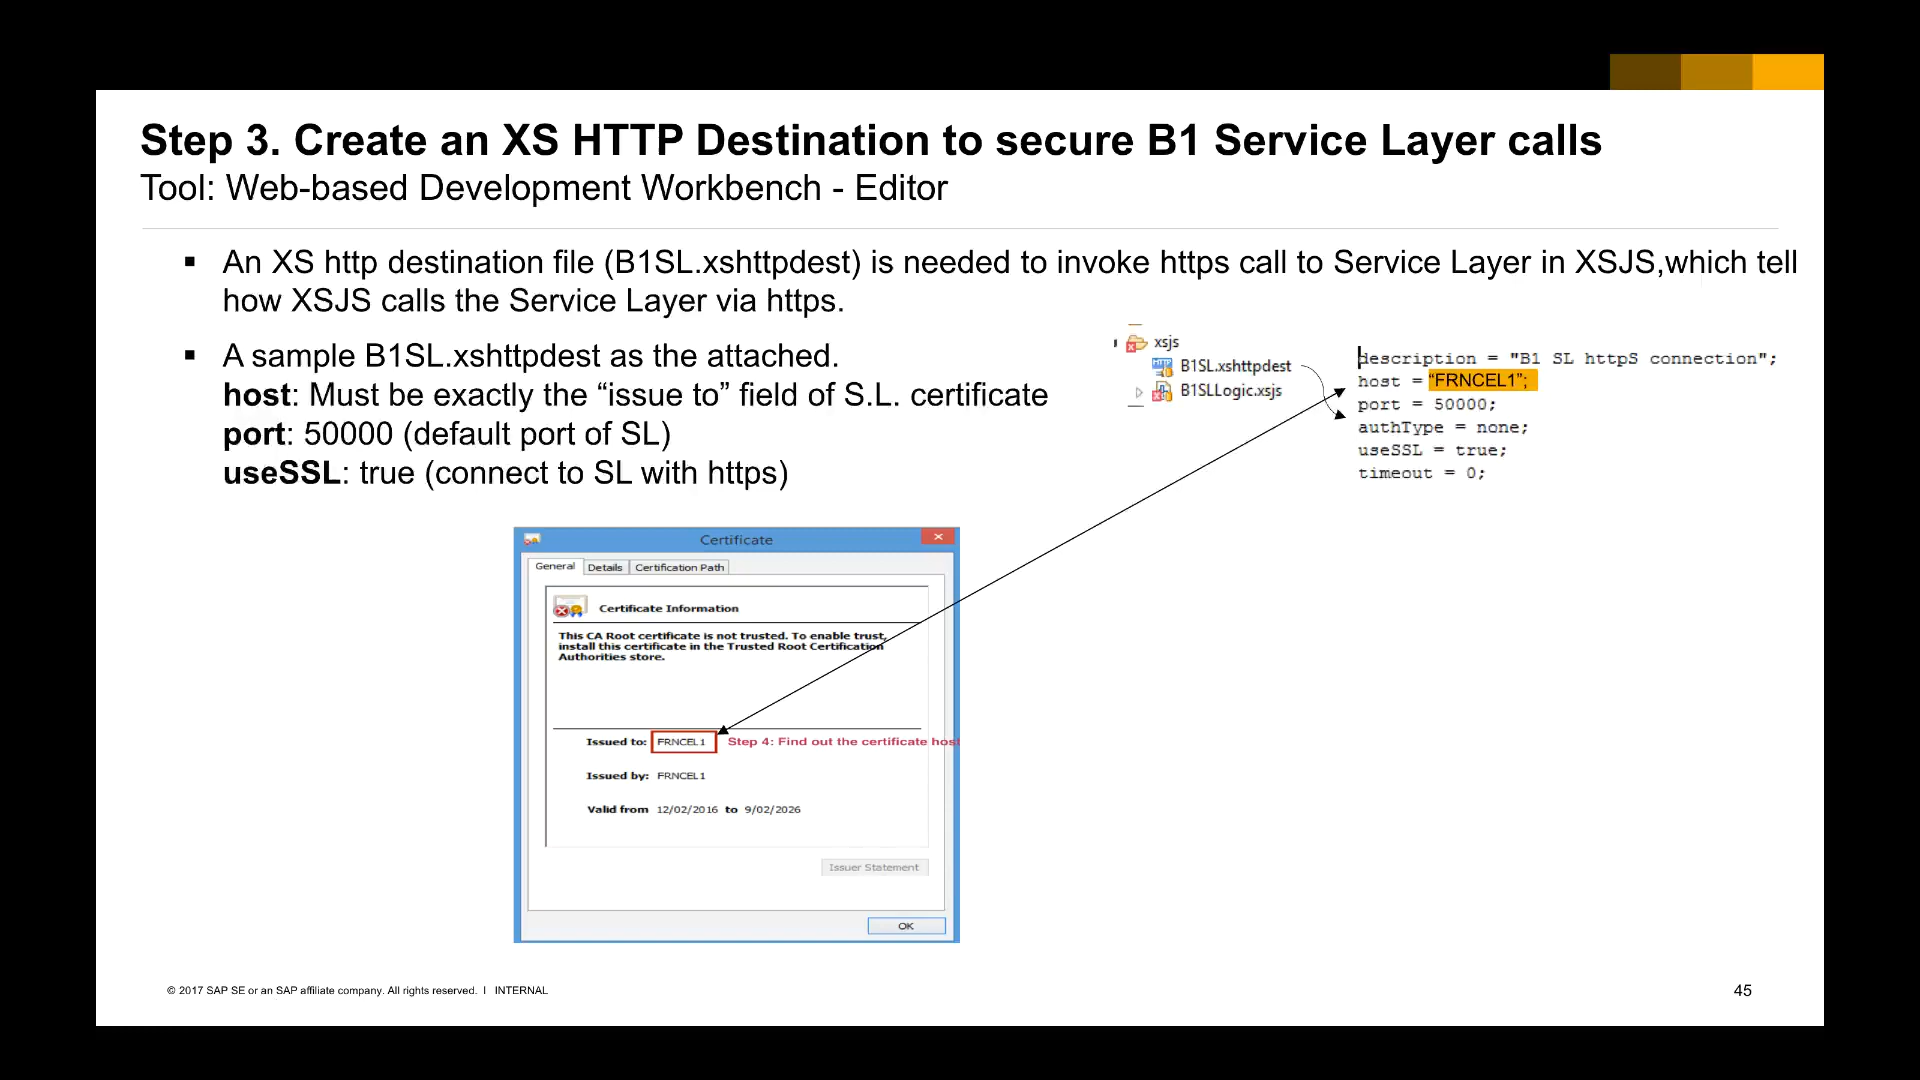 Step 3. Create an XS HTTP Destination to secure B1 Service Layer calls
Tool: Web-based Development Workbench - Editor
▪ An XS http destination file (B1SL.xshttpdest) is needed to invoke https call to Service Layer in XSJS,which tell
how XSJS calls the Service Layer via https.
▪ A sample B1SL.xshttpdest as the attached.
host: Must be exactly the “issue to” field of S.L. certificate
port: 50000 (default port of SL)
useSSL: true (connect to SL with https)
xsjs
B1SL.xshttpdest
B1SLLogic.xsjs
description = "B1 SL httpS connection";
host = “FRNCEL1”;
port = 50000;
authType = none;
useSSL = true;
timeout = 0;
Certificate
General Details Certification Path
Certificate Information
This CA Root certificate is not trusted. To enable trust,
install this certificate in the Trusted Root Certification
Authorities store.
Issued to: FRNCEL1 Step 4: Find out the certificate host
Issued by: FRNCEL1
Valid from 12/02/2016 to 9/02/2026
Issuer Statement
OK
© 2017 SAP SE or an SAP affiliate company. All rights reserved. ǀ INTERNAL
45